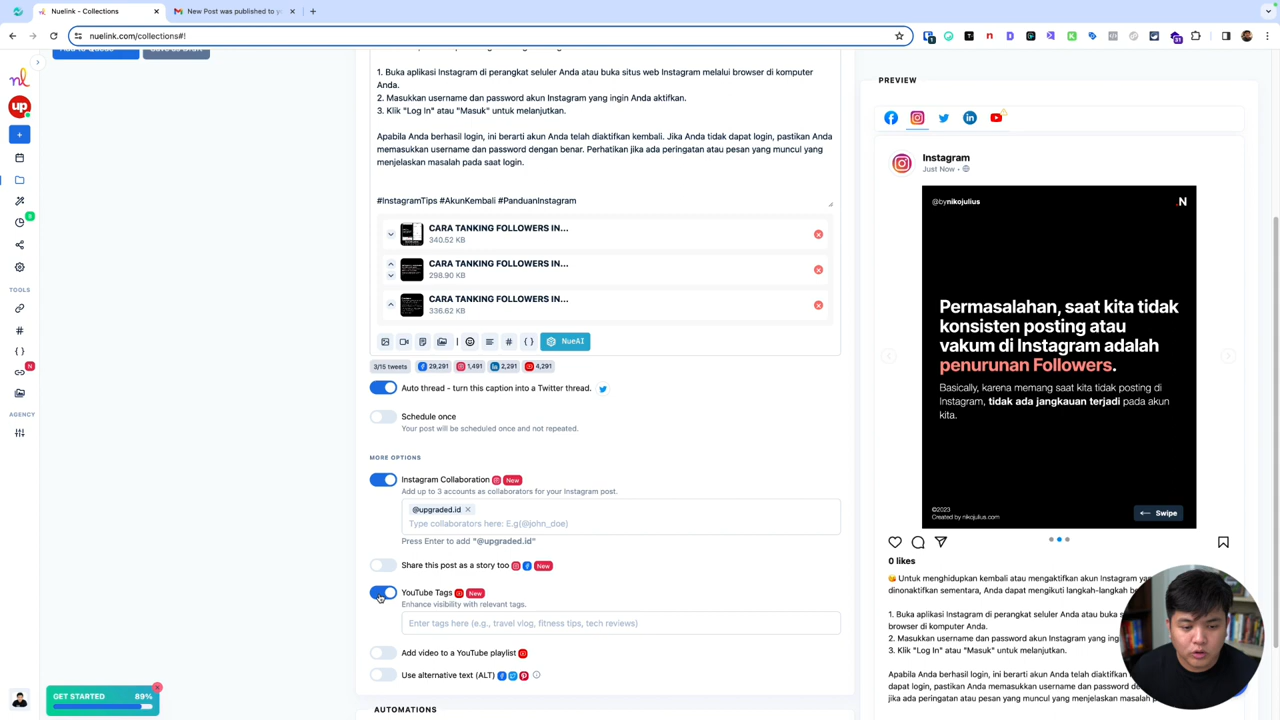 Nuelink - Collections
New Post was published to y
nuelink.com/collections#!
1. Buka aplikasi Instagram di perangkat seluler Anda atau buka situs web Instagram melalui browser di komputer
Anda.
2. Masukkan username dan password akun Instagram yang ingin Anda aktifkan.
3. Klik "Log In" atau "Masuk" untuk melanjutkan.
Apabila Anda berhasil login, ini berarti akun Anda telah diaktifkan kembali. Jika Anda tidak dapat login, pastikan Anda
memasukkan username dan password dengan benar. Perhatikan jika ada peringatan atau pesan yang muncul yang
menjelaskan masalah pada saat login.
#InstagramTips #AkunKembali #PanduanInstagram
CARA TANKING FOLLOWERS IN...
340.52 KB
CARA TANKING FOLLOWERS IN...
298.90 KB
CARA TANKING FOLLOWERS IN...
336.62 KB
NueAI
3/15 tweets
29,291
1,491
2,291
4,291
Auto thread - turn this caption into a Twitter thread.
Schedule once
Your post will be scheduled once and not repeated.
MORE OPTIONS
Instagram Collaboration New
Add up to 3 accounts as collaborators for your Instagram post.
@upgraded.id
Type collaborators here: E.g(@john_doe)
Press Enter to add "@upgraded.id"
Share this post as a story too New
YouTube Tags New
Enhance visibility with relevant tags.
Enter tags here (e.g., travel vlog, fitness tips, tech reviews)
Add video to a YouTube playlist
Use alternative text (ALT)
AUTOMATIONS
up
3
TOOLS
N
AGENCY
GET STARTED 89%
PREVIEW
Instagram
Just Now
@bynikojulius
N
Permasalahan, saat kita tidak
konsisten posting atau
vakum di Instagram adalah
penurunan Followers.
Basically, karena memang saat kita tidak posting di
Instagram, tidak ada jangkauan terjadi pada akun
kita.
©2023
Created by nikojulius.com
Swipe
0 likes
Untuk menghidupkan kembali atau mengaktifkan akun Instagram
dinonaktifkan sementara, Anda dapat mengikuti langkah-langkah
1. Buka aplikasi Instagram di perangkat seluler Anda atau buka
browser di komputer Anda.
2. Masukkan username dan password akun Instagram yang
3. Klik "Log In" atau "Masuk" untuk melanjutkan.
Apabila Anda berhasil login, ini berarti akun Anda telah
dapat login, pastikan Anda memasukkan username dan password
jika ada peringatan atau pesan yang muncul yang menjelaskan